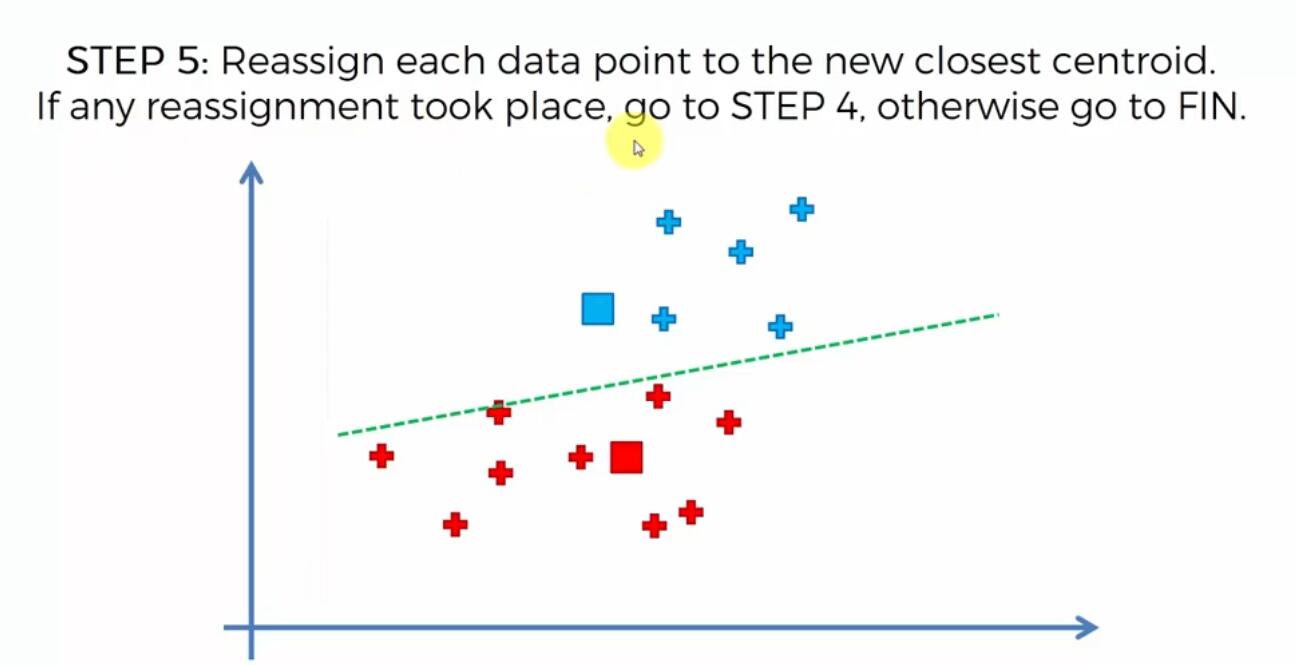 STEP 5: Reassign each data point to the new closest centroid.
If any reassignment took place, go to STEP 4, otherwise go to FIN.